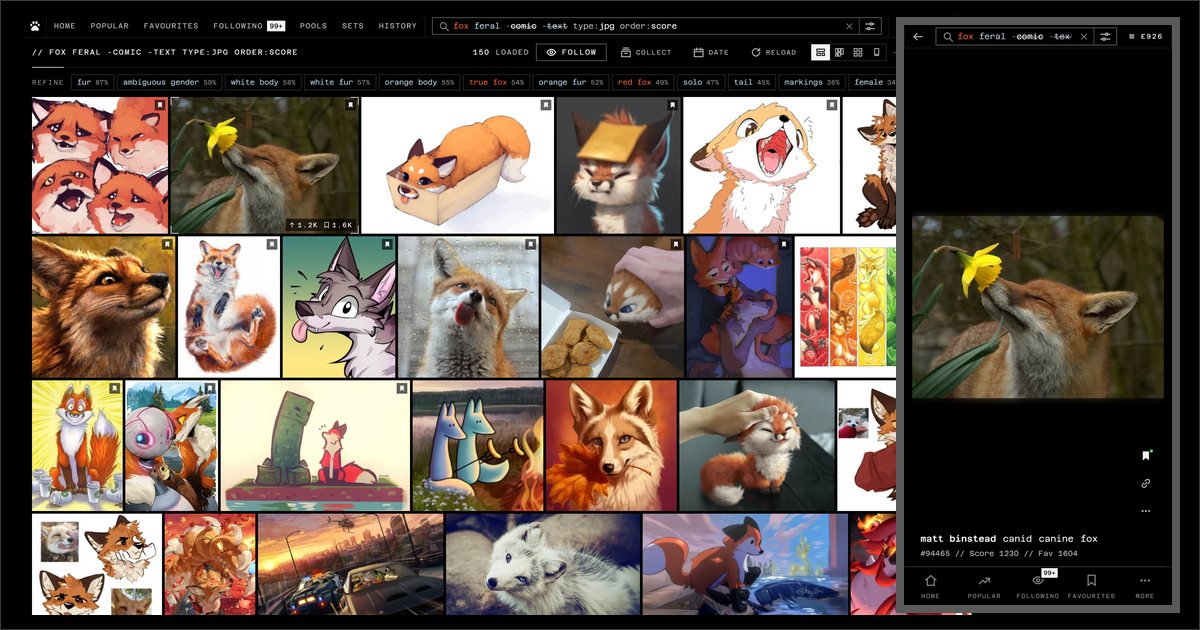 HOME POPULAR FAVOURITES FOLLOWING 99+ POOLS SETS HISTORY
fox feral -comic -text type:jpg order:score
// FOX FERAL -COMIC -TEXT TYPE:JPG ORDER:SCORE
150 LOADED FOLLOW COLLECT DATE RELOAD
REFINE fur 87% ambiguous gender 59% white body 58% white fur 57% orange body 55% true fox 54% orange fur 52% red fox 49% solo 47% tail 45% markings 36% female 34
↑1.2K 1.6K
fox feral -comic -tex
E926
matt binstead canid canine fox
#94465 // Score 1230 // Fav 1604
99+
HOME POPULAR FOLLOWING FAVOURITES MORE